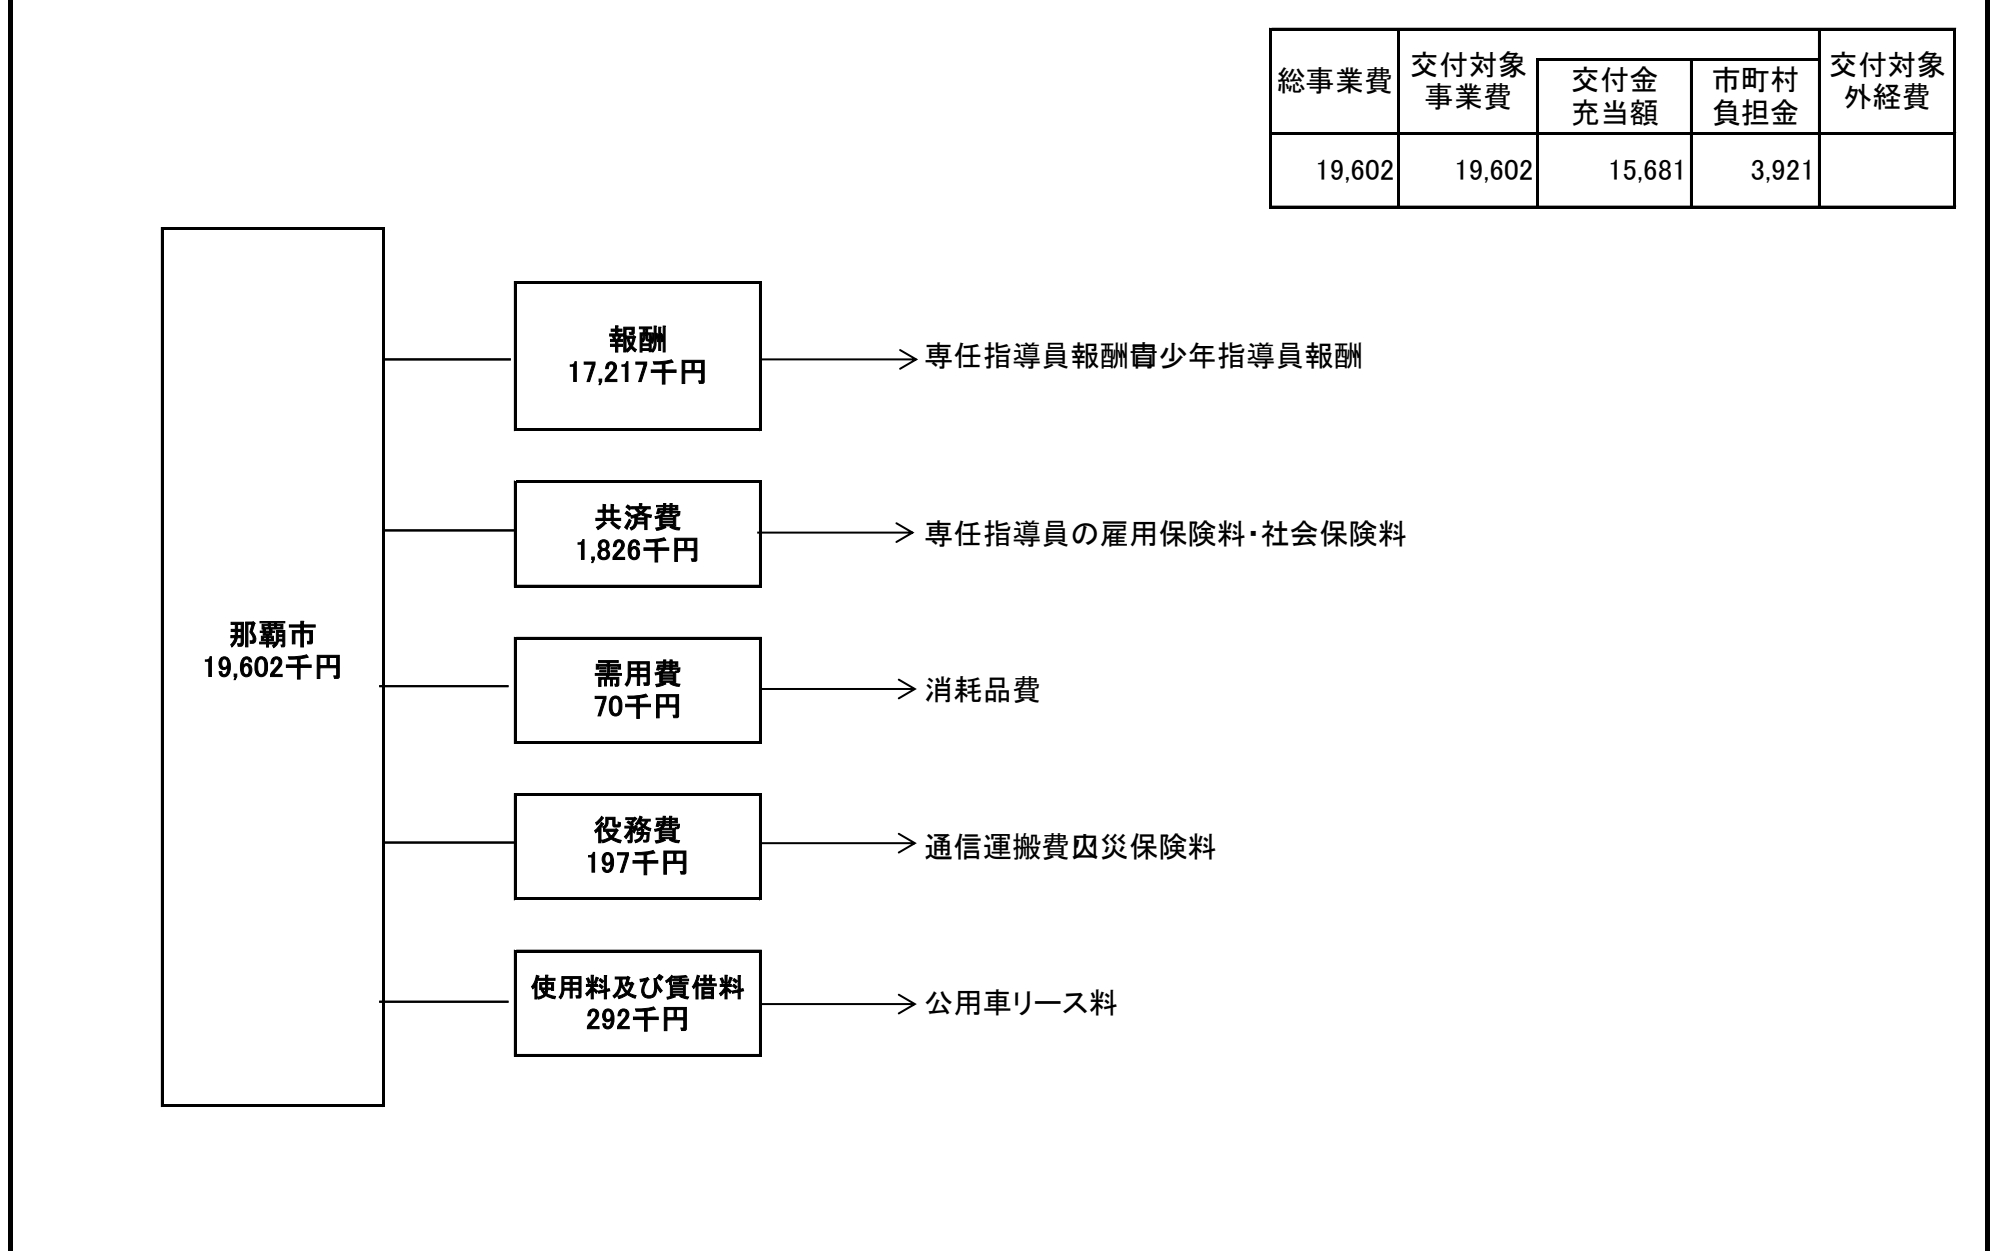 総事業費
交付対象
事業費
交付金
充当額
市町村
負担金
交付対象
外経費
19,602
19,602
15,681
3,921
那覇市
19,602千円
報酬
17,217千円
専任指導員報酬 青少年指導員報酬
共済費
1,826千円
専任指導員の雇用保険料・社会保険料
需用費
70千円
消耗品費
役務費
197千円
通信運搬費 火災保険料
使用料及び賃借料
292千円
公用車リース料